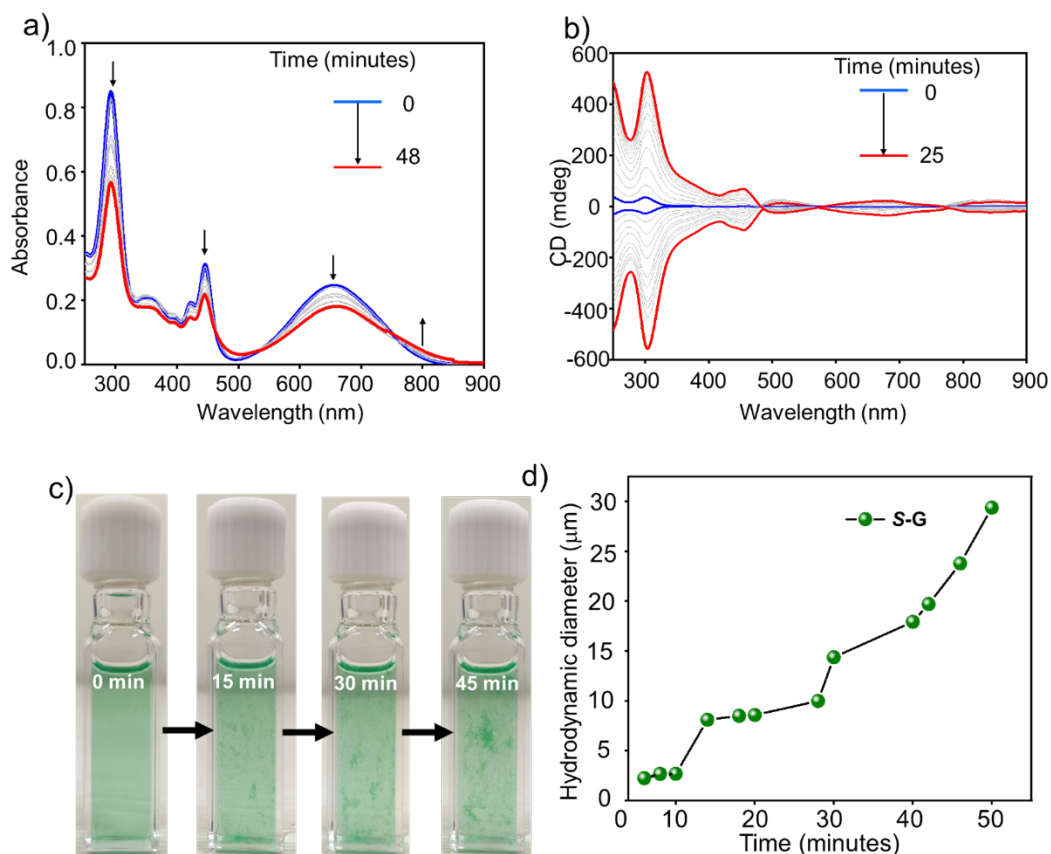 a)
Time (minutes)
0
48
Absorbance
1.0
0.8
0.6
0.4
0.2
0.0
300 400 500 600 700 800 900
Wavelength (nm)
b)
Time (minutes)
0
25
CD (mdeg)
600
400
200
0
-200
-400
-600
300 400 500 600 700 800 900
Wavelength (nm)
c)
0 min
15 min
30 min
45 min
d)
S-G
Hydrodynamic diameter (μm)
30
25
20
15
10
5
0
0 10 20 30 40 50
Time (minutes)